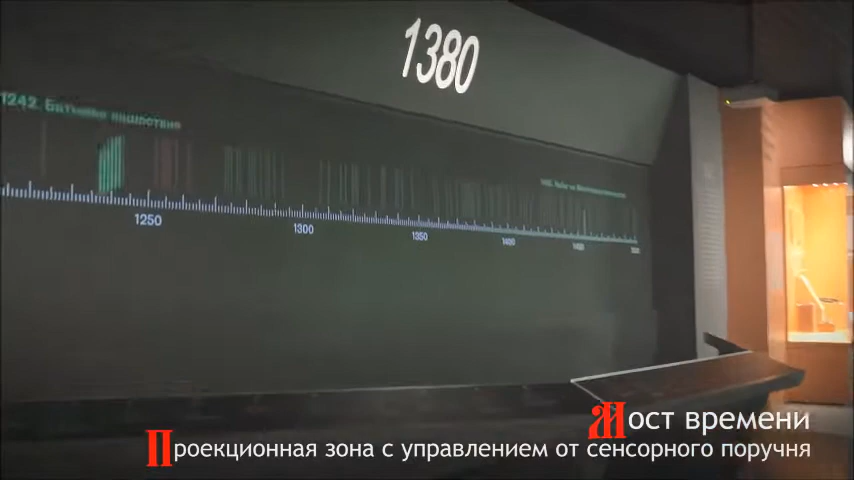 1380
1242. Батыево нашествие
1250
1300
1350
1400
1450
1500
Мост времени
Проекционная зона с управлением от сенсорного поручня